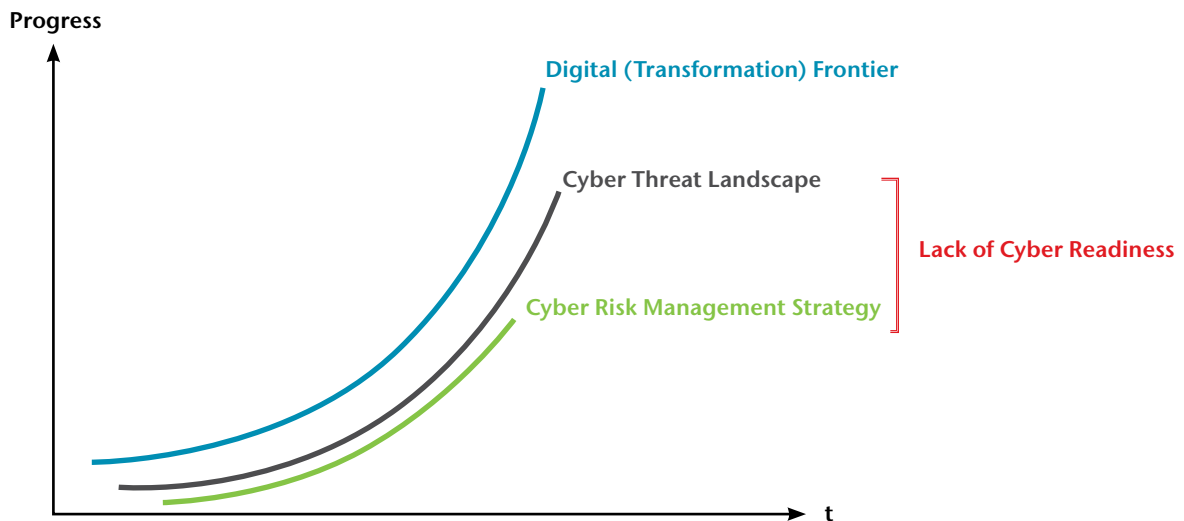 Progress
Digital (Transformation) Frontier
Cyber Threat Landscape
Lack of Cyber Readiness
Cyber Risk Management Strategy
t